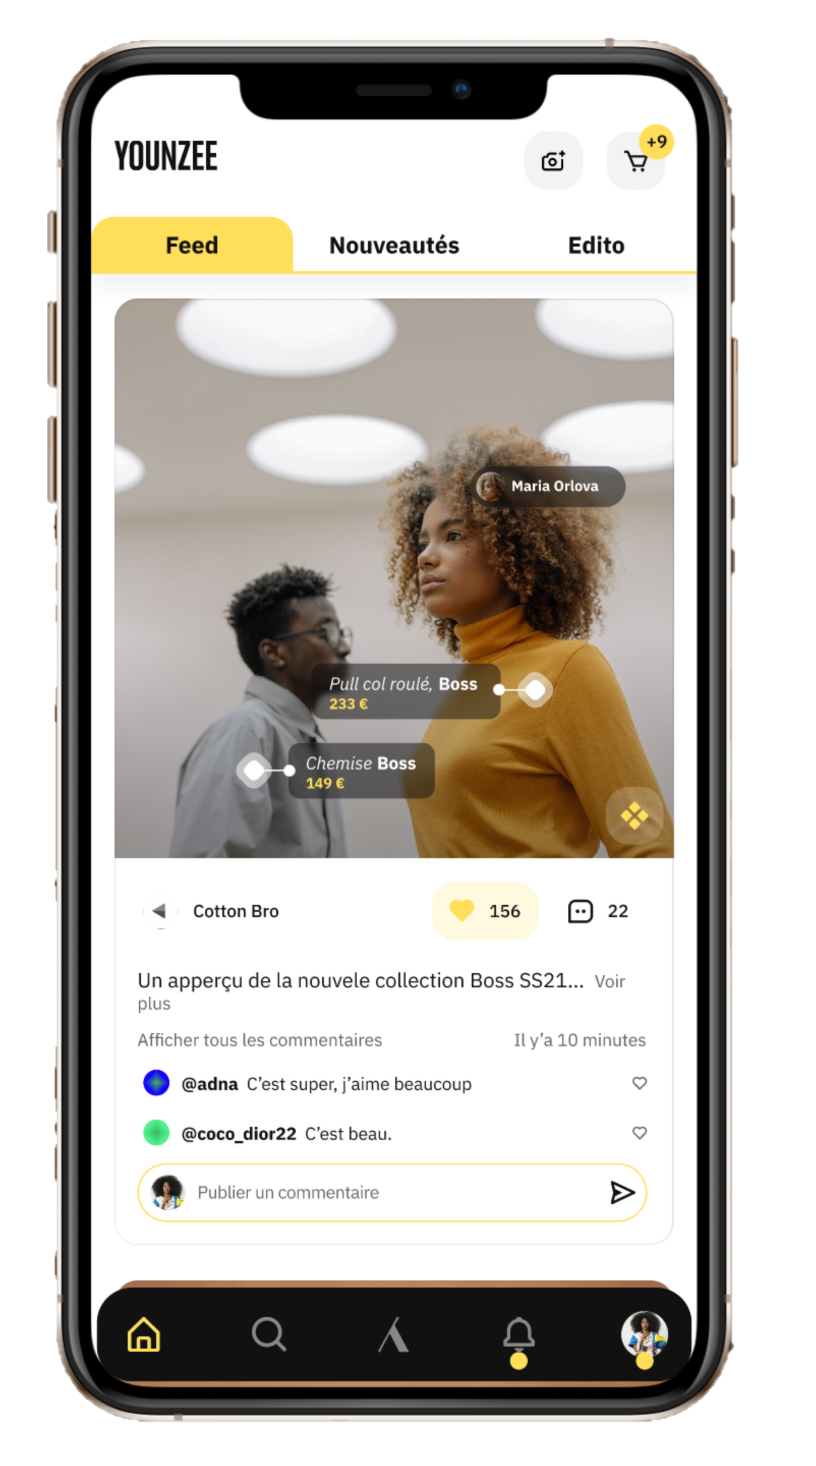 YOUNZEE
+9
Feed
Nouveautés
Edito
Maria Orlova
Pull col roulé, Boss
233 €
Chemise Boss
149 €
Cotton Bro
156
22
Un apperçu de la nouvele collection Boss SS21... Voir
plus
Afficher tous les commentaires
Il y’a 10 minutes
@adna C’est super, j’aime beaucoup
@coco_dior22 C’est beau.
Publier un commentaire